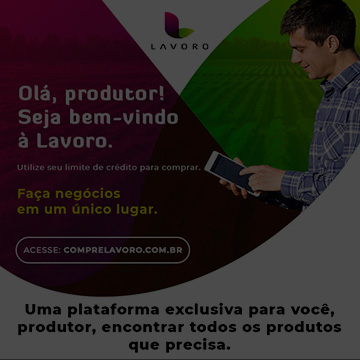 LAVORO
Olá, produtor!
Seja bem-vindo
à Lavoro.
Utilize seu limite de crédito para comprar.
Faça negócios
em um único lugar.
ACESSE: COMPRELAVORO.COM.BR
Uma plataforma exclusiva para você,
produtor, encontrar todos os produtos
que precisa.